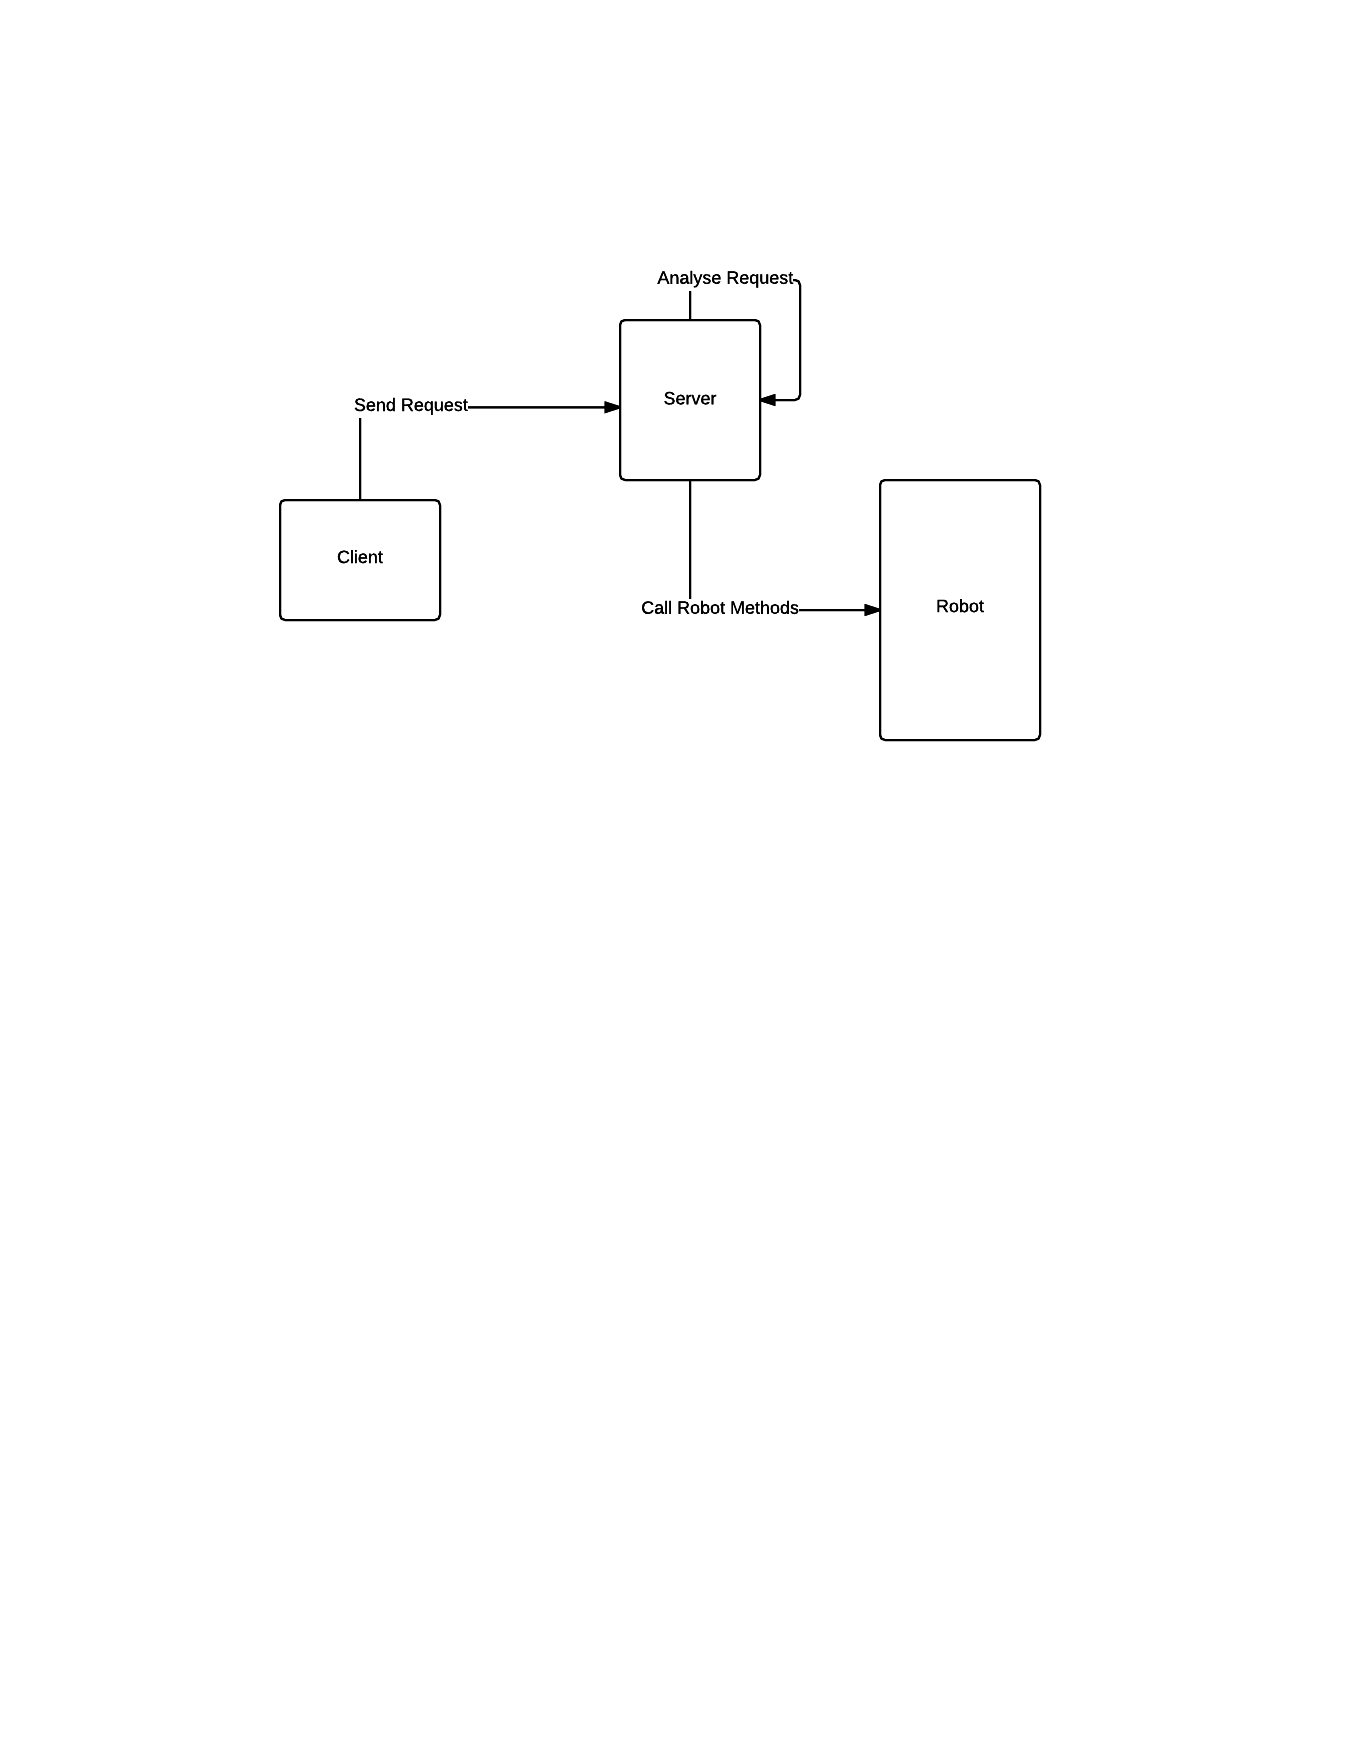 Analyse Request
Server
Send Request
Client
Call Robot Methods
Robot